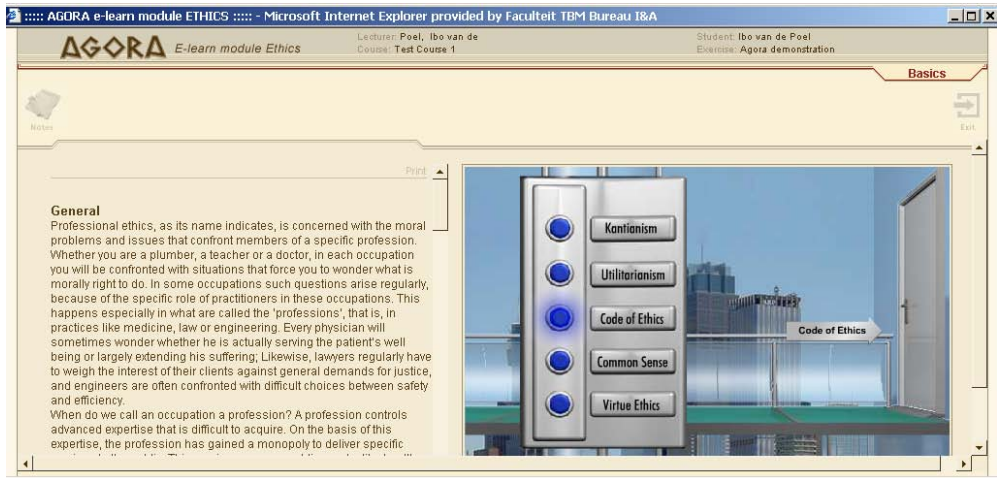 ::::: AGORA e-learn module ETHICS ::::: - Microsoft Internet Explorer provided by Faculteit TBM Bureau I&A
AGORA E-learn module Ethics
Lecturer: Poel, Ibo van de
Course: Test Course 1
Student: Ibo van de Poel
Exercise: Agora demonstration
Basics
Notes
Exit
Print
General
Professional ethics, as its name indicates, is concerned with the moral
problems and issues that confront members of a specific profession.
Whether you are a plumber, a teacher or a doctor, in each occupation
you will be confronted with situations that force you to wonder what is
morally right to do. In some occupations such questions arise regularly,
because of the specific role of practitioners in these occupations. This
happens especially in what are called the 'professions', that is, in
practices like medicine, law or engineering. Every physician will
sometimes wonder whether he is actually serving the patient's well
being or largely extending his suffering; Likewise, lawyers regularly have
to weigh the interest of their clients against general demands for justice,
and engineers are often confronted with difficult choices between safety
and efficiency.
When do we call an occupation a profession? A profession controls
advanced expertise that is difficult to acquire. On the basis of this
expertise, the profession has gained a monopoly to deliver specific
Kantianism
Utilitarianism
Code of Ethics
Common Sense
Virtue Ethics
Code of Ethics